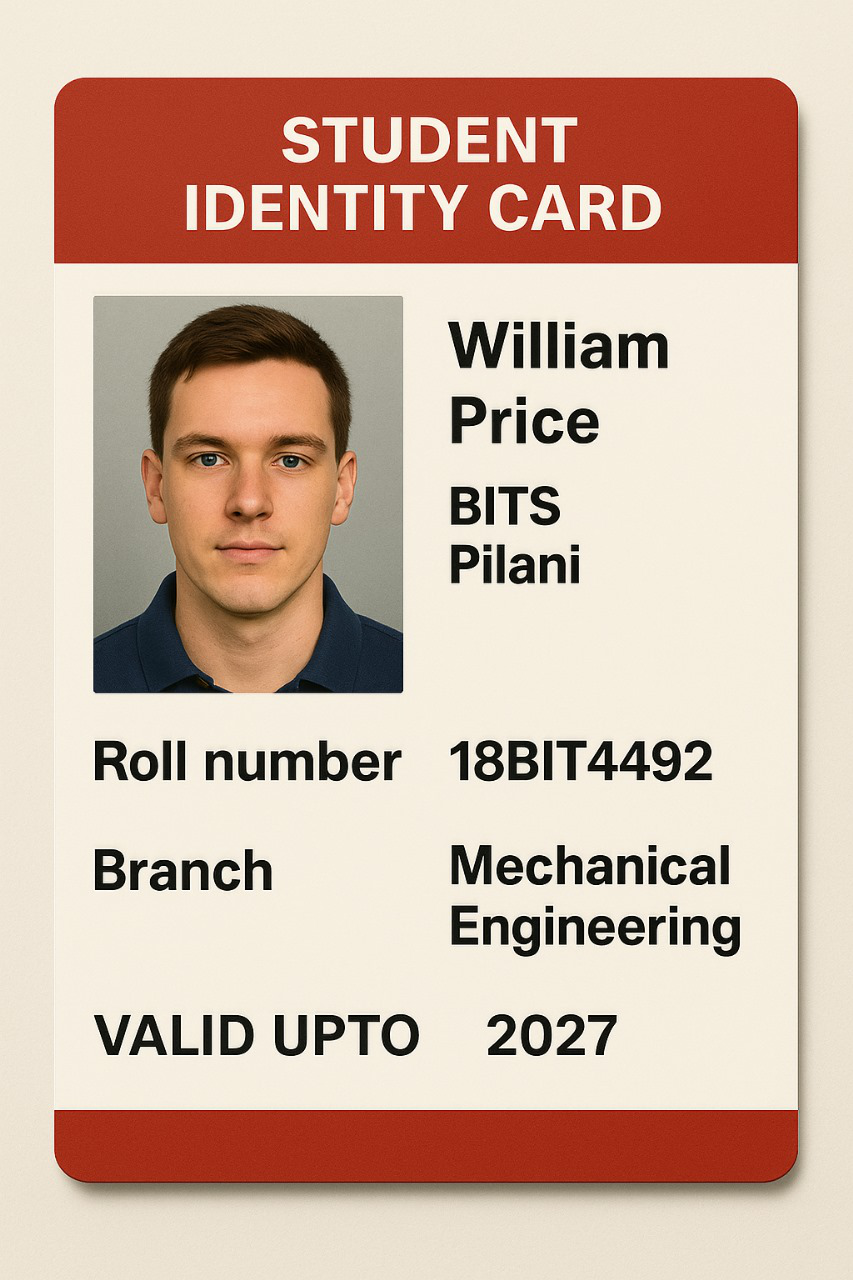 STUDENT
IDENTITY CARD
William
Price
BITS
Pilani
Roll number 18BIT4492
Branch Mechanical
Engineering
VALID UPTO 2027